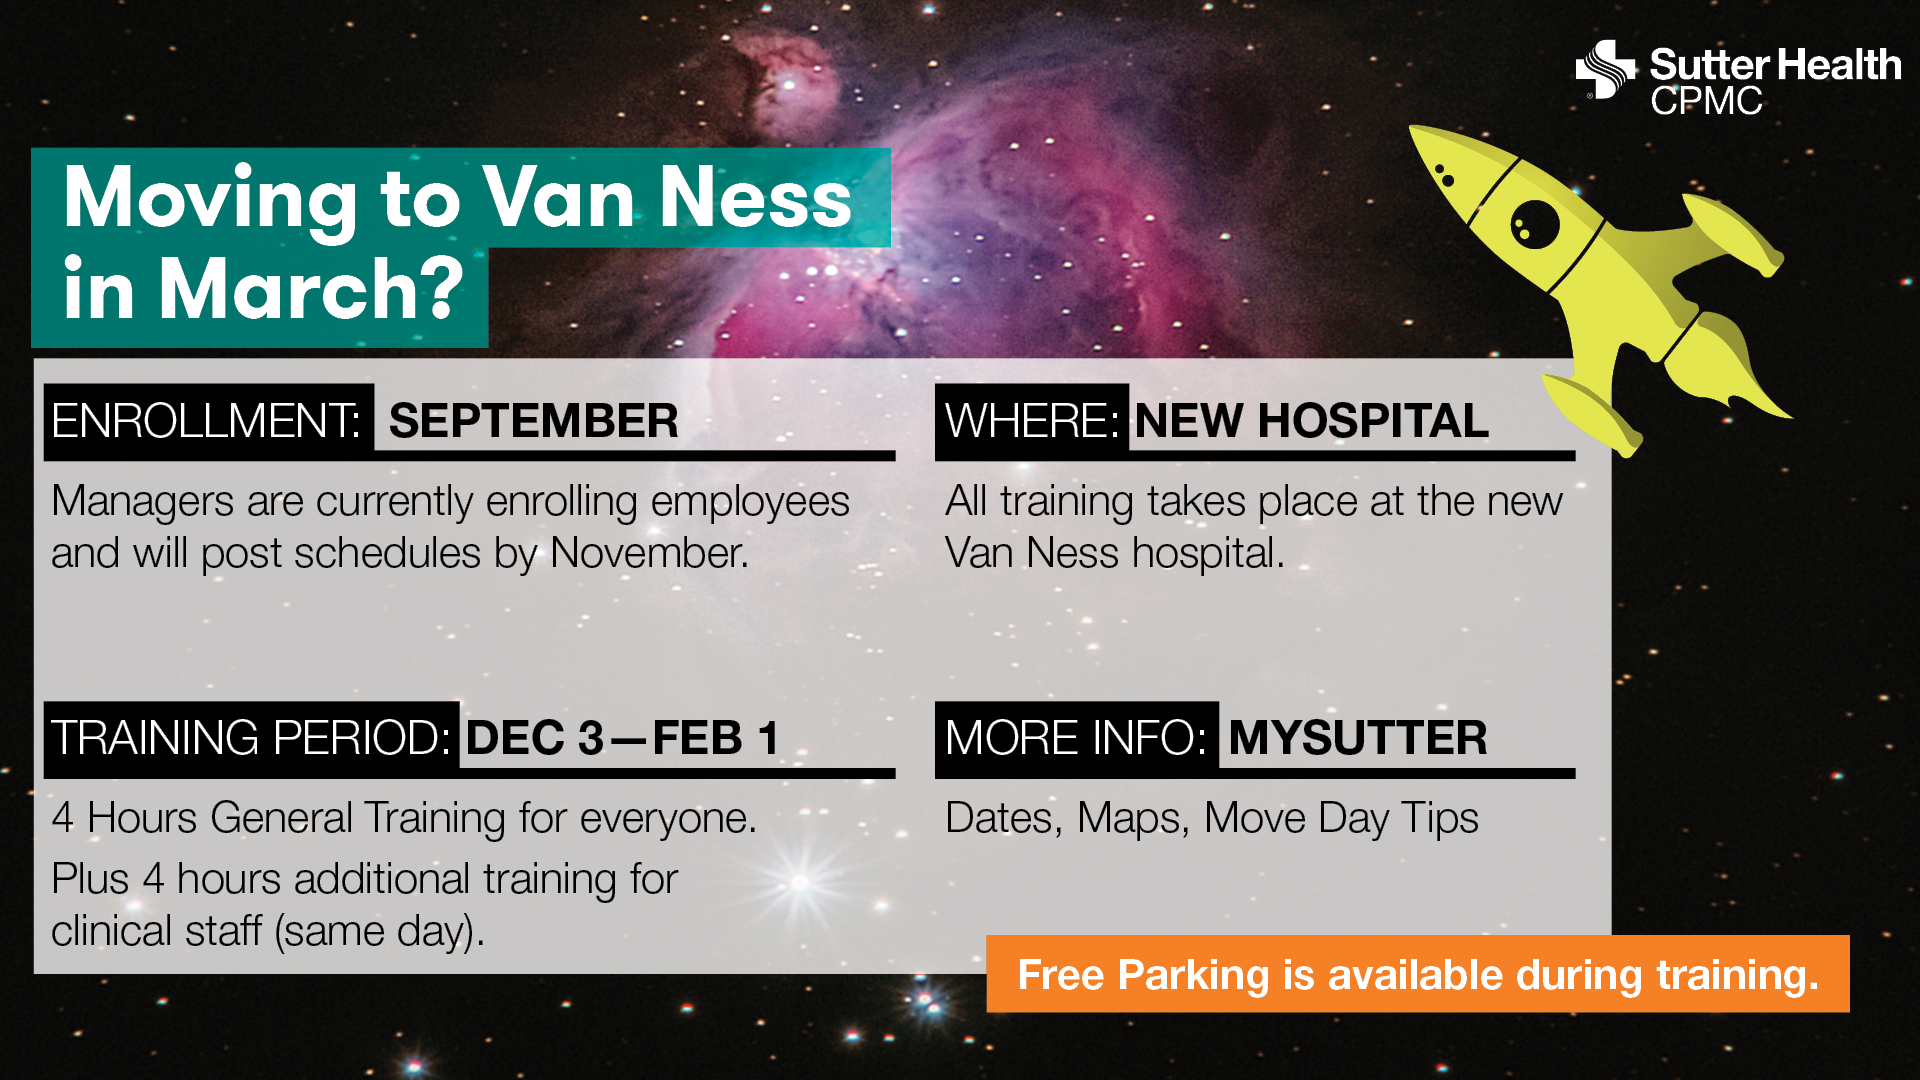 Sutter Health
CPMC
Moving to Van Ness
in March?
ENROLLMENT: SEPTEMBER
Managers are currently enrolling employees
and will post schedules by November.
WHERE: NEW HOSPITAL
All training takes place at the new
Van Ness hospital.
TRAINING PERIOD: DEC 3—FEB 1
4 Hours General Training for everyone.
Plus 4 hours additional training for
clinical staff (same day).
MORE INFO: MYSUTTER
Dates, Maps, Move Day Tips
Free Parking is available during training.